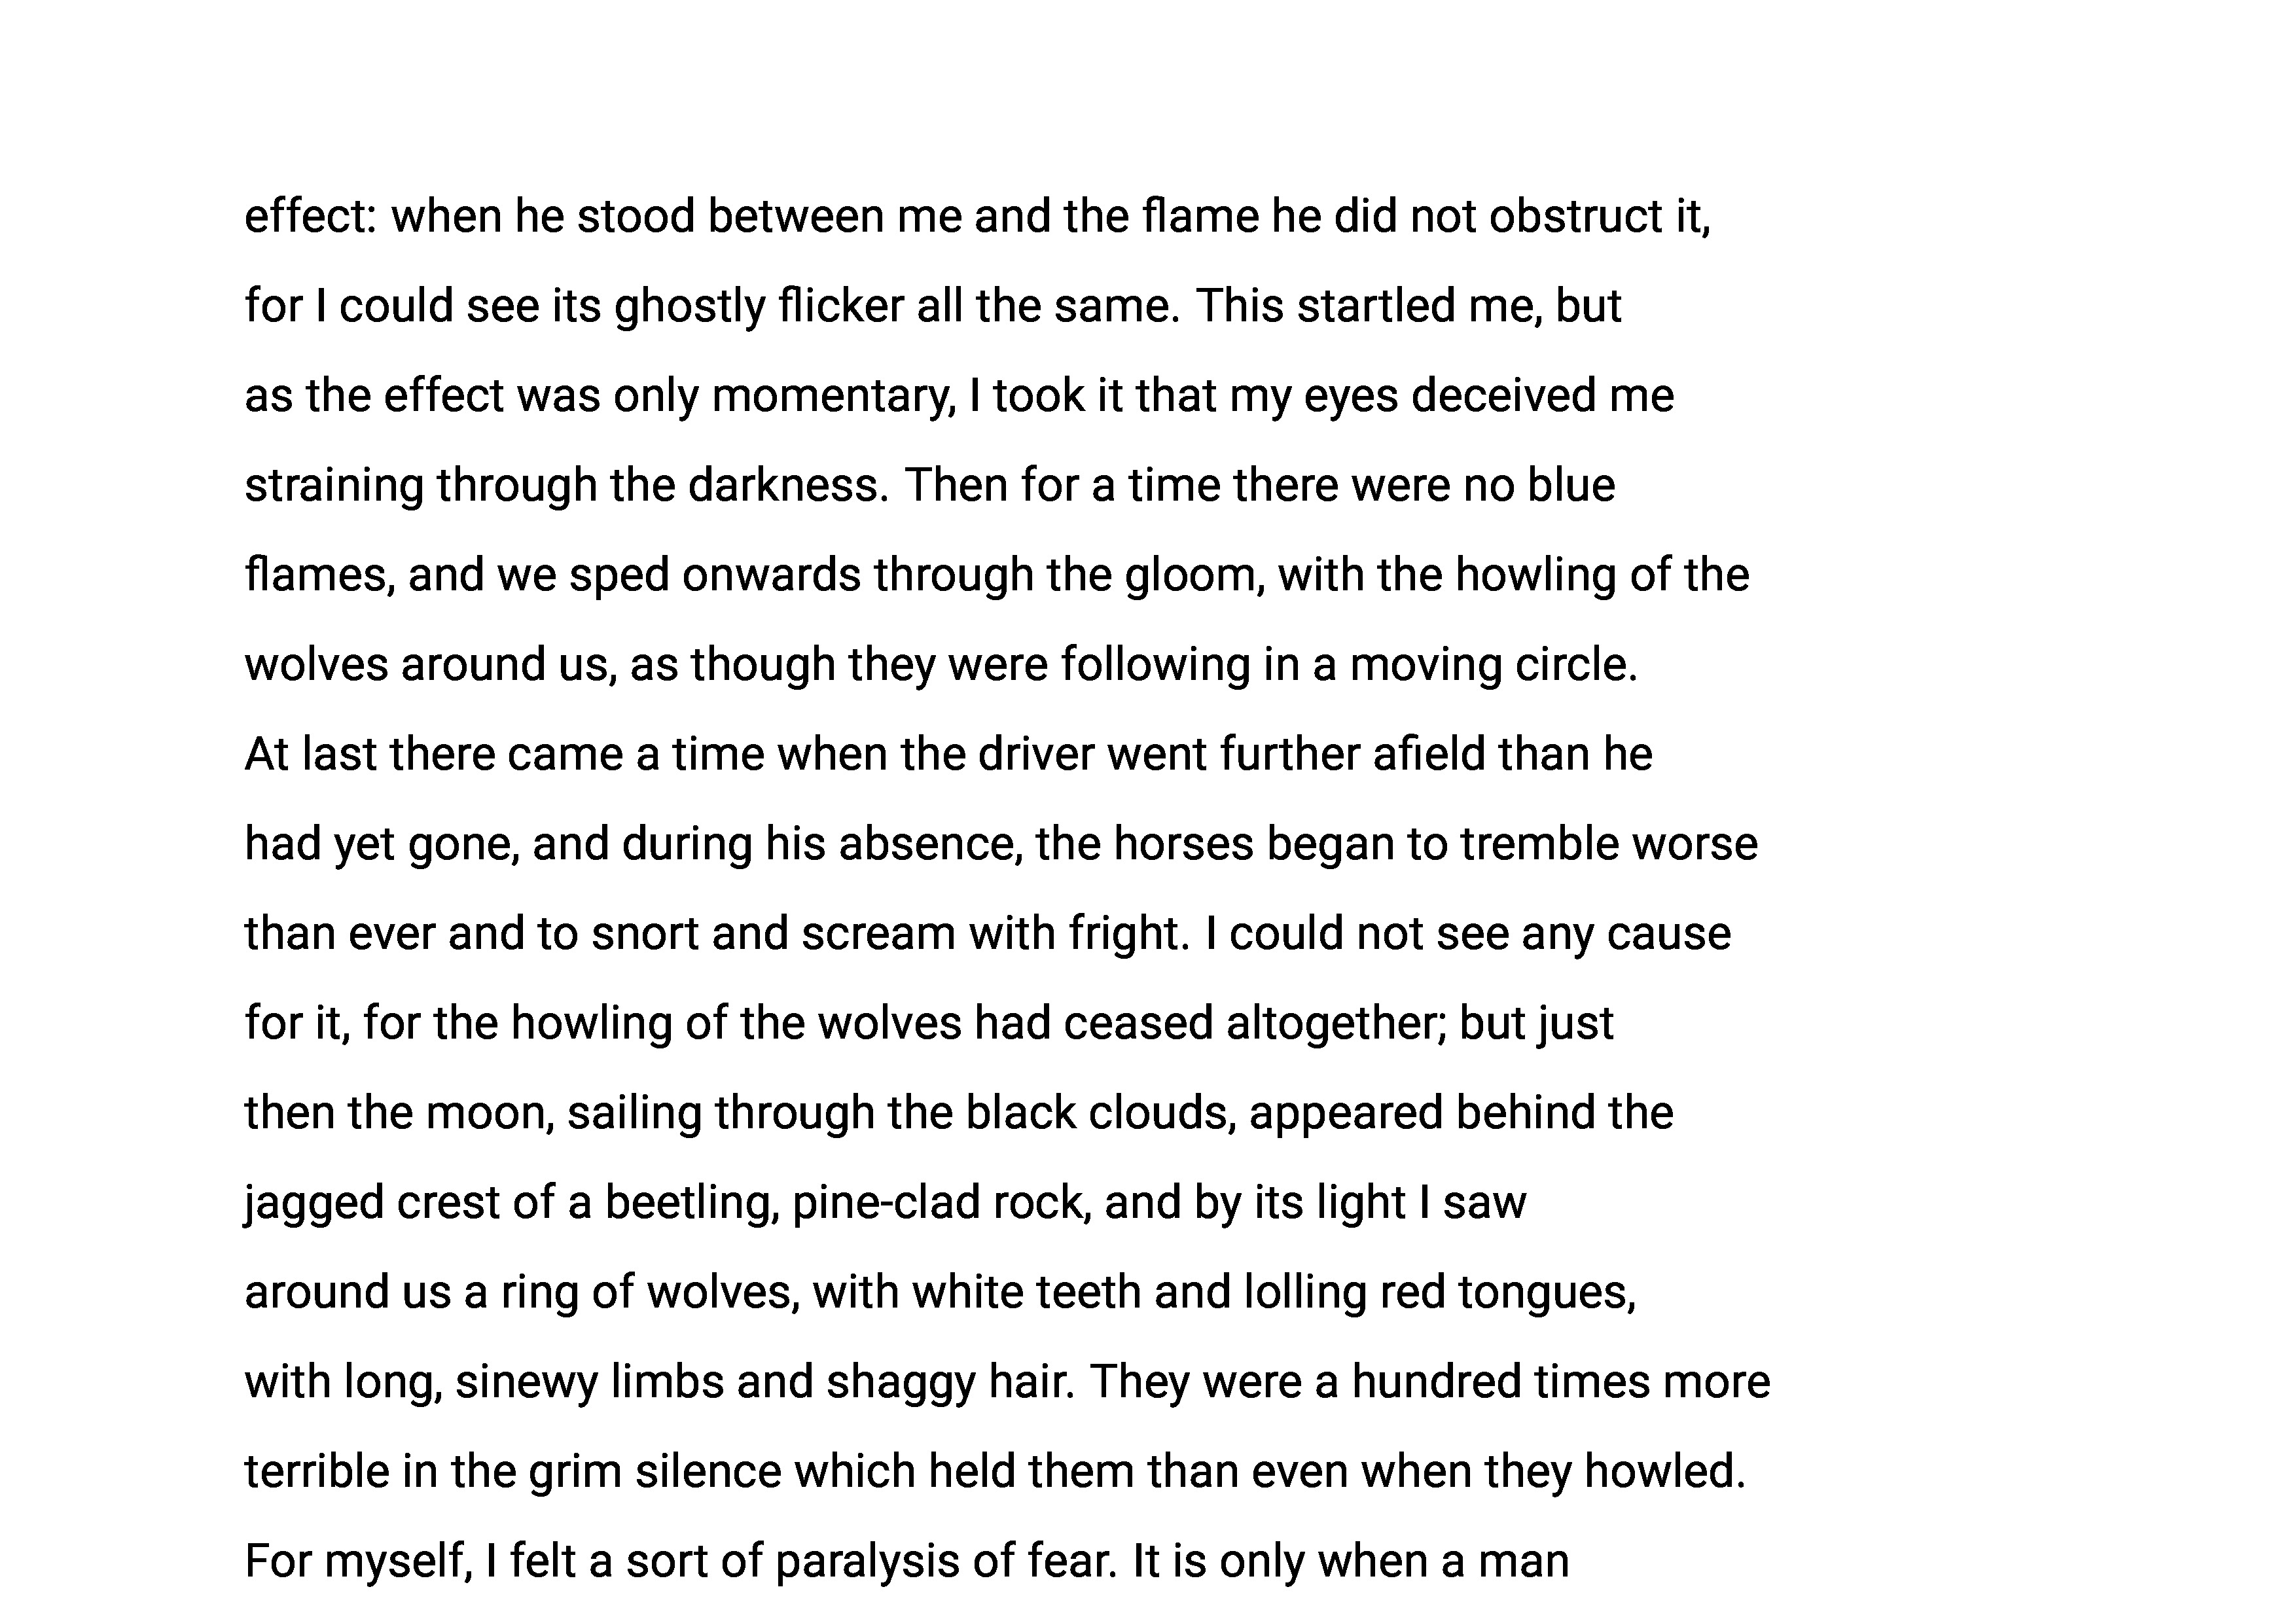 effect: when he stood between me and the flame he did not obstruct it,
for I could see its ghostly flicker all the same. This startled me, but
as the effect was only momentary, I took it that my eyes deceived me
straining through the darkness. Then for a time there were no blue
flames, and we sped onwards through the gloom, with the howling of the
wolves around us, as though they were following in a moving circle.
At last there came a time when the driver went further afield than he
had yet gone, and during his absence, the horses began to tremble worse
than ever and to snort and scream with fright. I could not see any cause
for it, for the howling of the wolves had ceased altogether; but just
then the moon, sailing through the black clouds, appeared behind the
jagged crest of a beetling, pine-clad rock, and by its light I saw
around us a ring of wolves, with white teeth and lolling red tongues,
with long, sinewy limbs and shaggy hair. They were a hundred times more
terrible in the grim silence which held them than even when they howled.
For myself, I felt a sort of paralysis of fear. It is only when a man